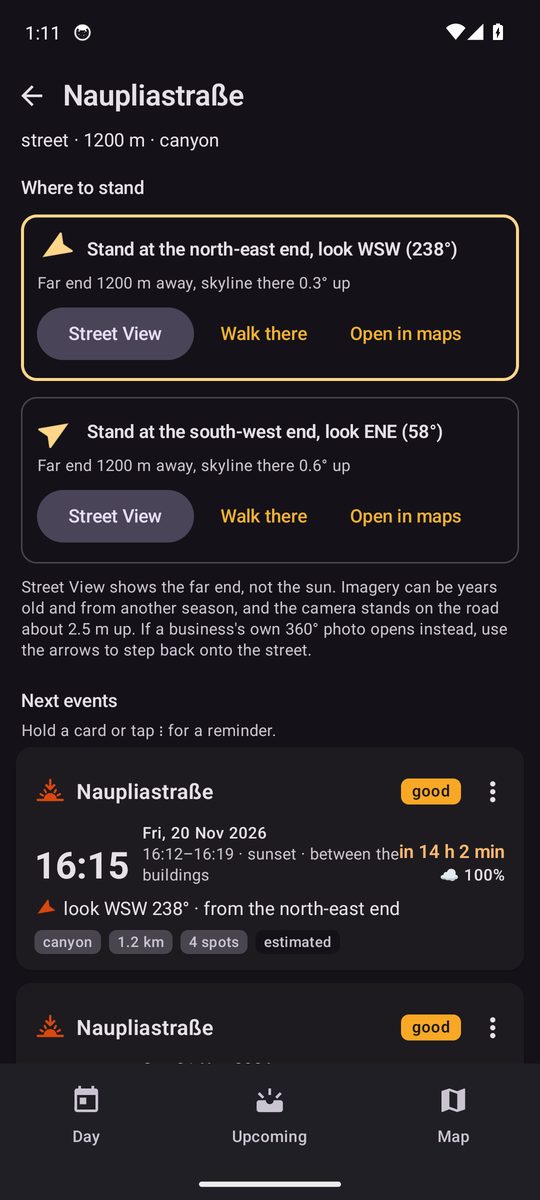 1:11
Naupliastraße
street · 1200 m · canyon
Where to stand
Stand at the north-east end, look WSW (238°)
Far end 1200 m away, skyline there 0.3° up
Street View Walk there Open in maps
Stand at the south-west end, look ENE (58°)
Far end 1200 m away, skyline there 0.6° up
Street View Walk there Open in maps
Street View shows the far end, not the sun. Imagery can be years
old and from another season, and the camera stands on the road
about 2.5 m up. If a business's own 360° photo opens instead, use
the arrows to step back onto the street.
Next events
Hold a card or tap ⋮ for a reminder.
Naupliastraße good
Fri, 20 Nov 2026
16:15 16:12–16:19 · sunset · between the buildings
in 14 h 2 min
☁️ 100%
look WSW 238° · from the north-east end
canyon 1.2 km 4 spots estimated
Naupliastraße good
Day Upcoming Map